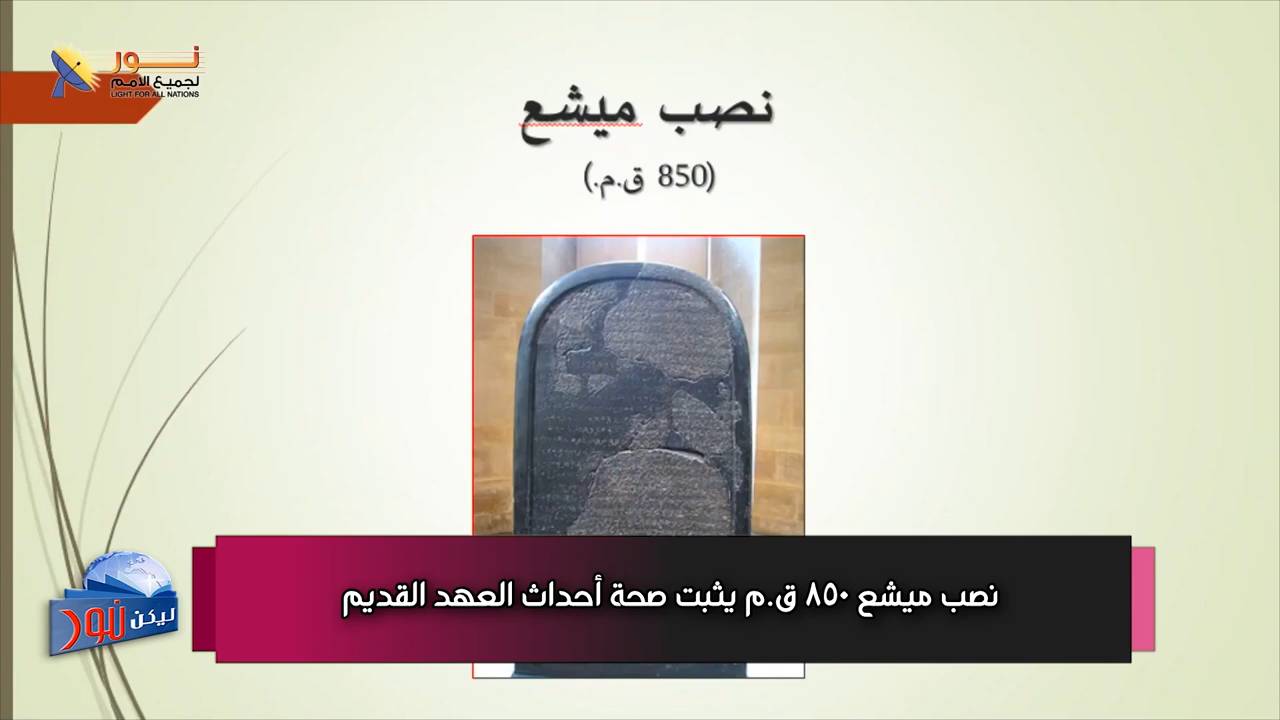 نور
لجميع الأمم
LIGHT FOR ALL NATIONS
نصب ميشع
(850 ق.م.)
نصب ميشع ٨٥٠ ق.م يثبت صحة أحداث العهد القديم
ليكن نور